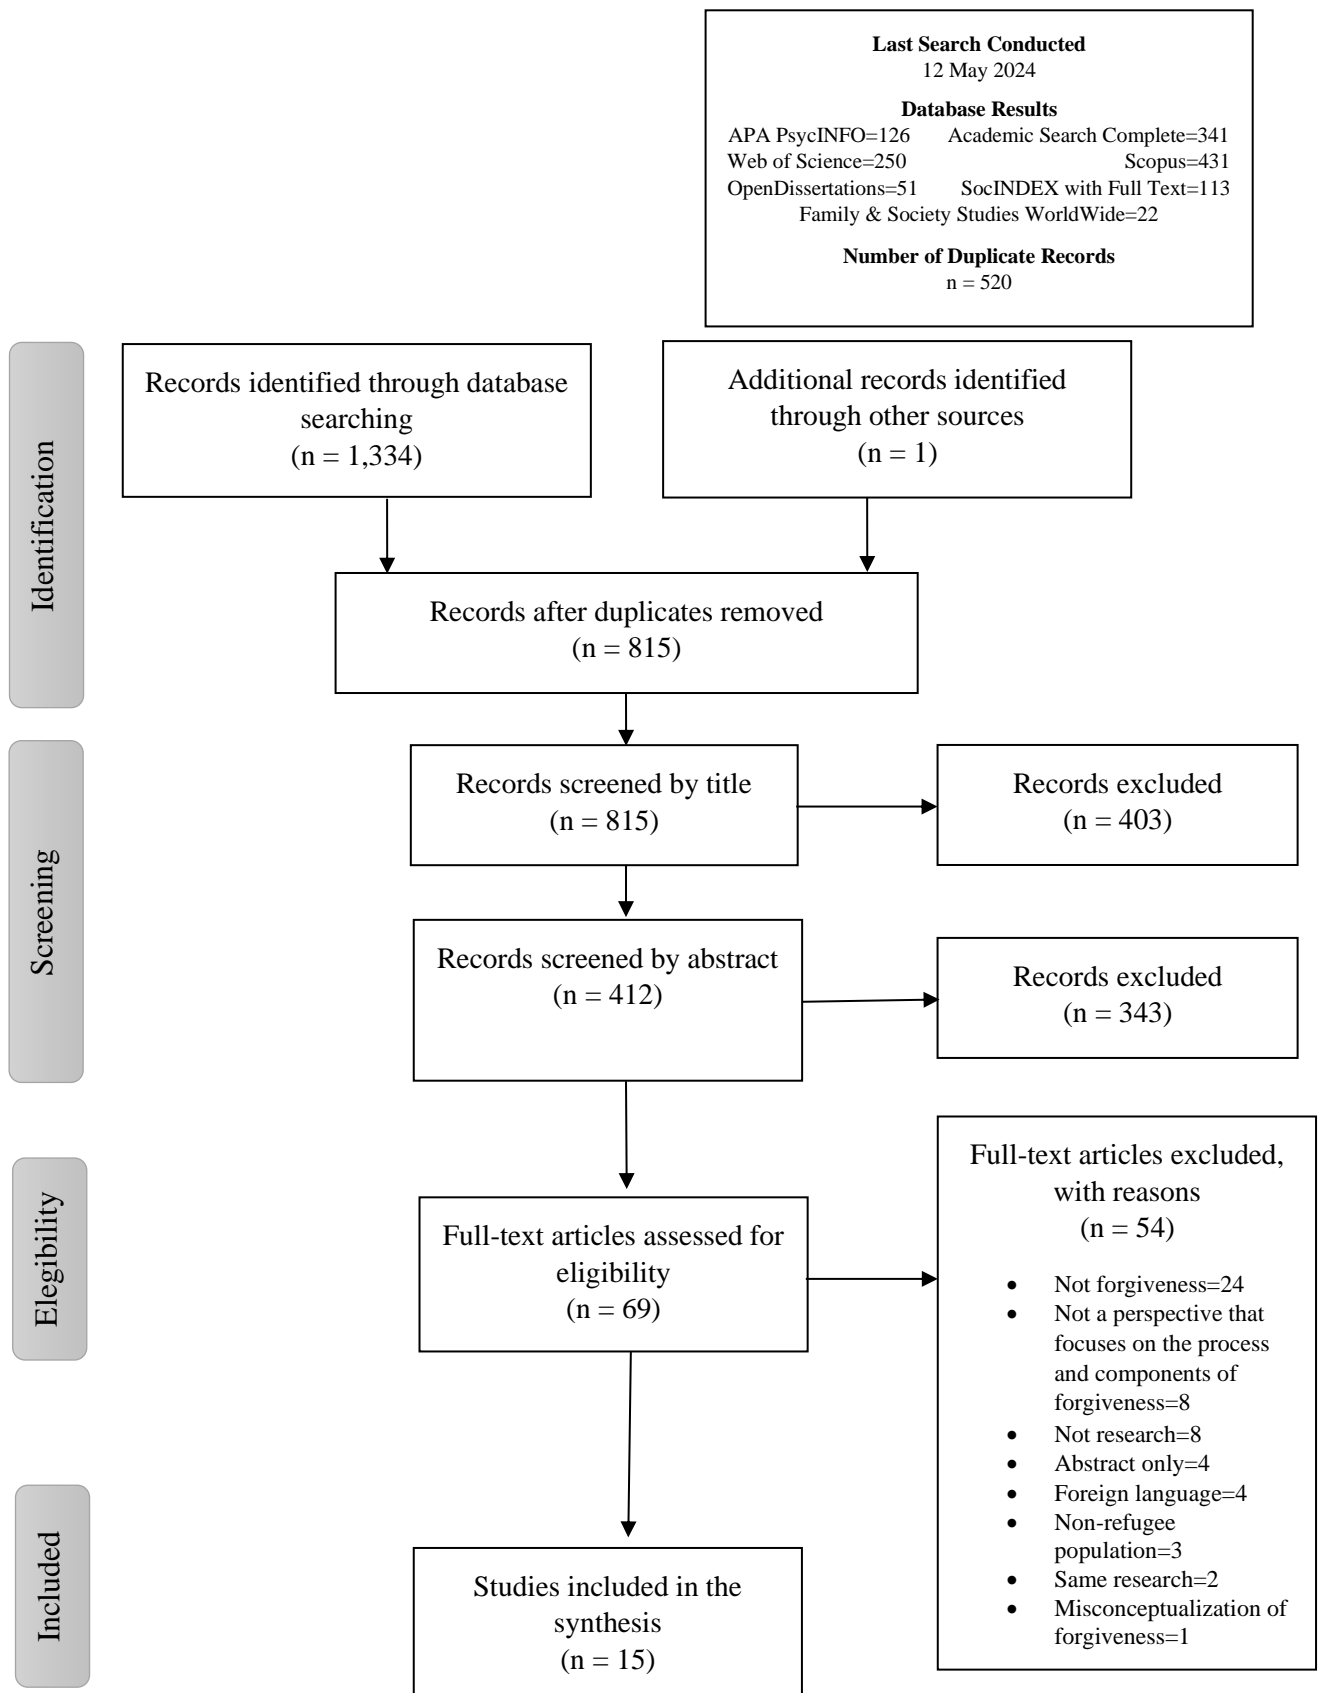 Last Search Conducted
12 May 2024
Database Results
APA PsycINFO=126 Academic Search Complete=341
Web of Science=250 Scopus=431
OpenDissertations=51 SocINDEX with Full Text=113
Family & Society Studies WorldWide=22
Number of Duplicate Records
n = 520
Identification
Records identified through database
searching
(n = 1,334)
Additional records identified
through other sources
(n = 1)
Records after duplicates removed
(n = 815)
Screening
Records screened by title
(n = 815)
Records excluded
(n = 403)
Records screened by abstract
(n = 412)
Records excluded
(n = 343)
Elegibility
Full-text articles assessed for
eligibility
(n = 69)
Full-text articles excluded,
with reasons
(n = 54)
• Not forgiveness=24
• Not a perspective that
focuses on the process
and components of
forgiveness=8
• Not research=8
• Abstract only=4
• Foreign language=4
• Non-refugee
population=3
• Same research=2
• Misconceptualization of
forgiveness=1
Included
Studies included in the
synthesis
(n = 15)